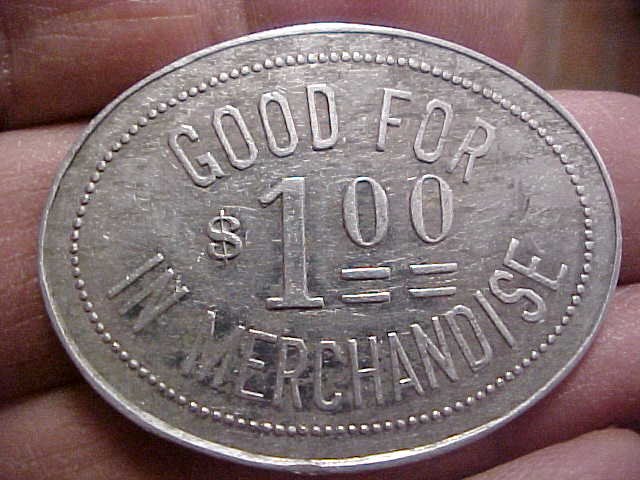 GOOD FOR
$1.00
IN MERCHANDISE